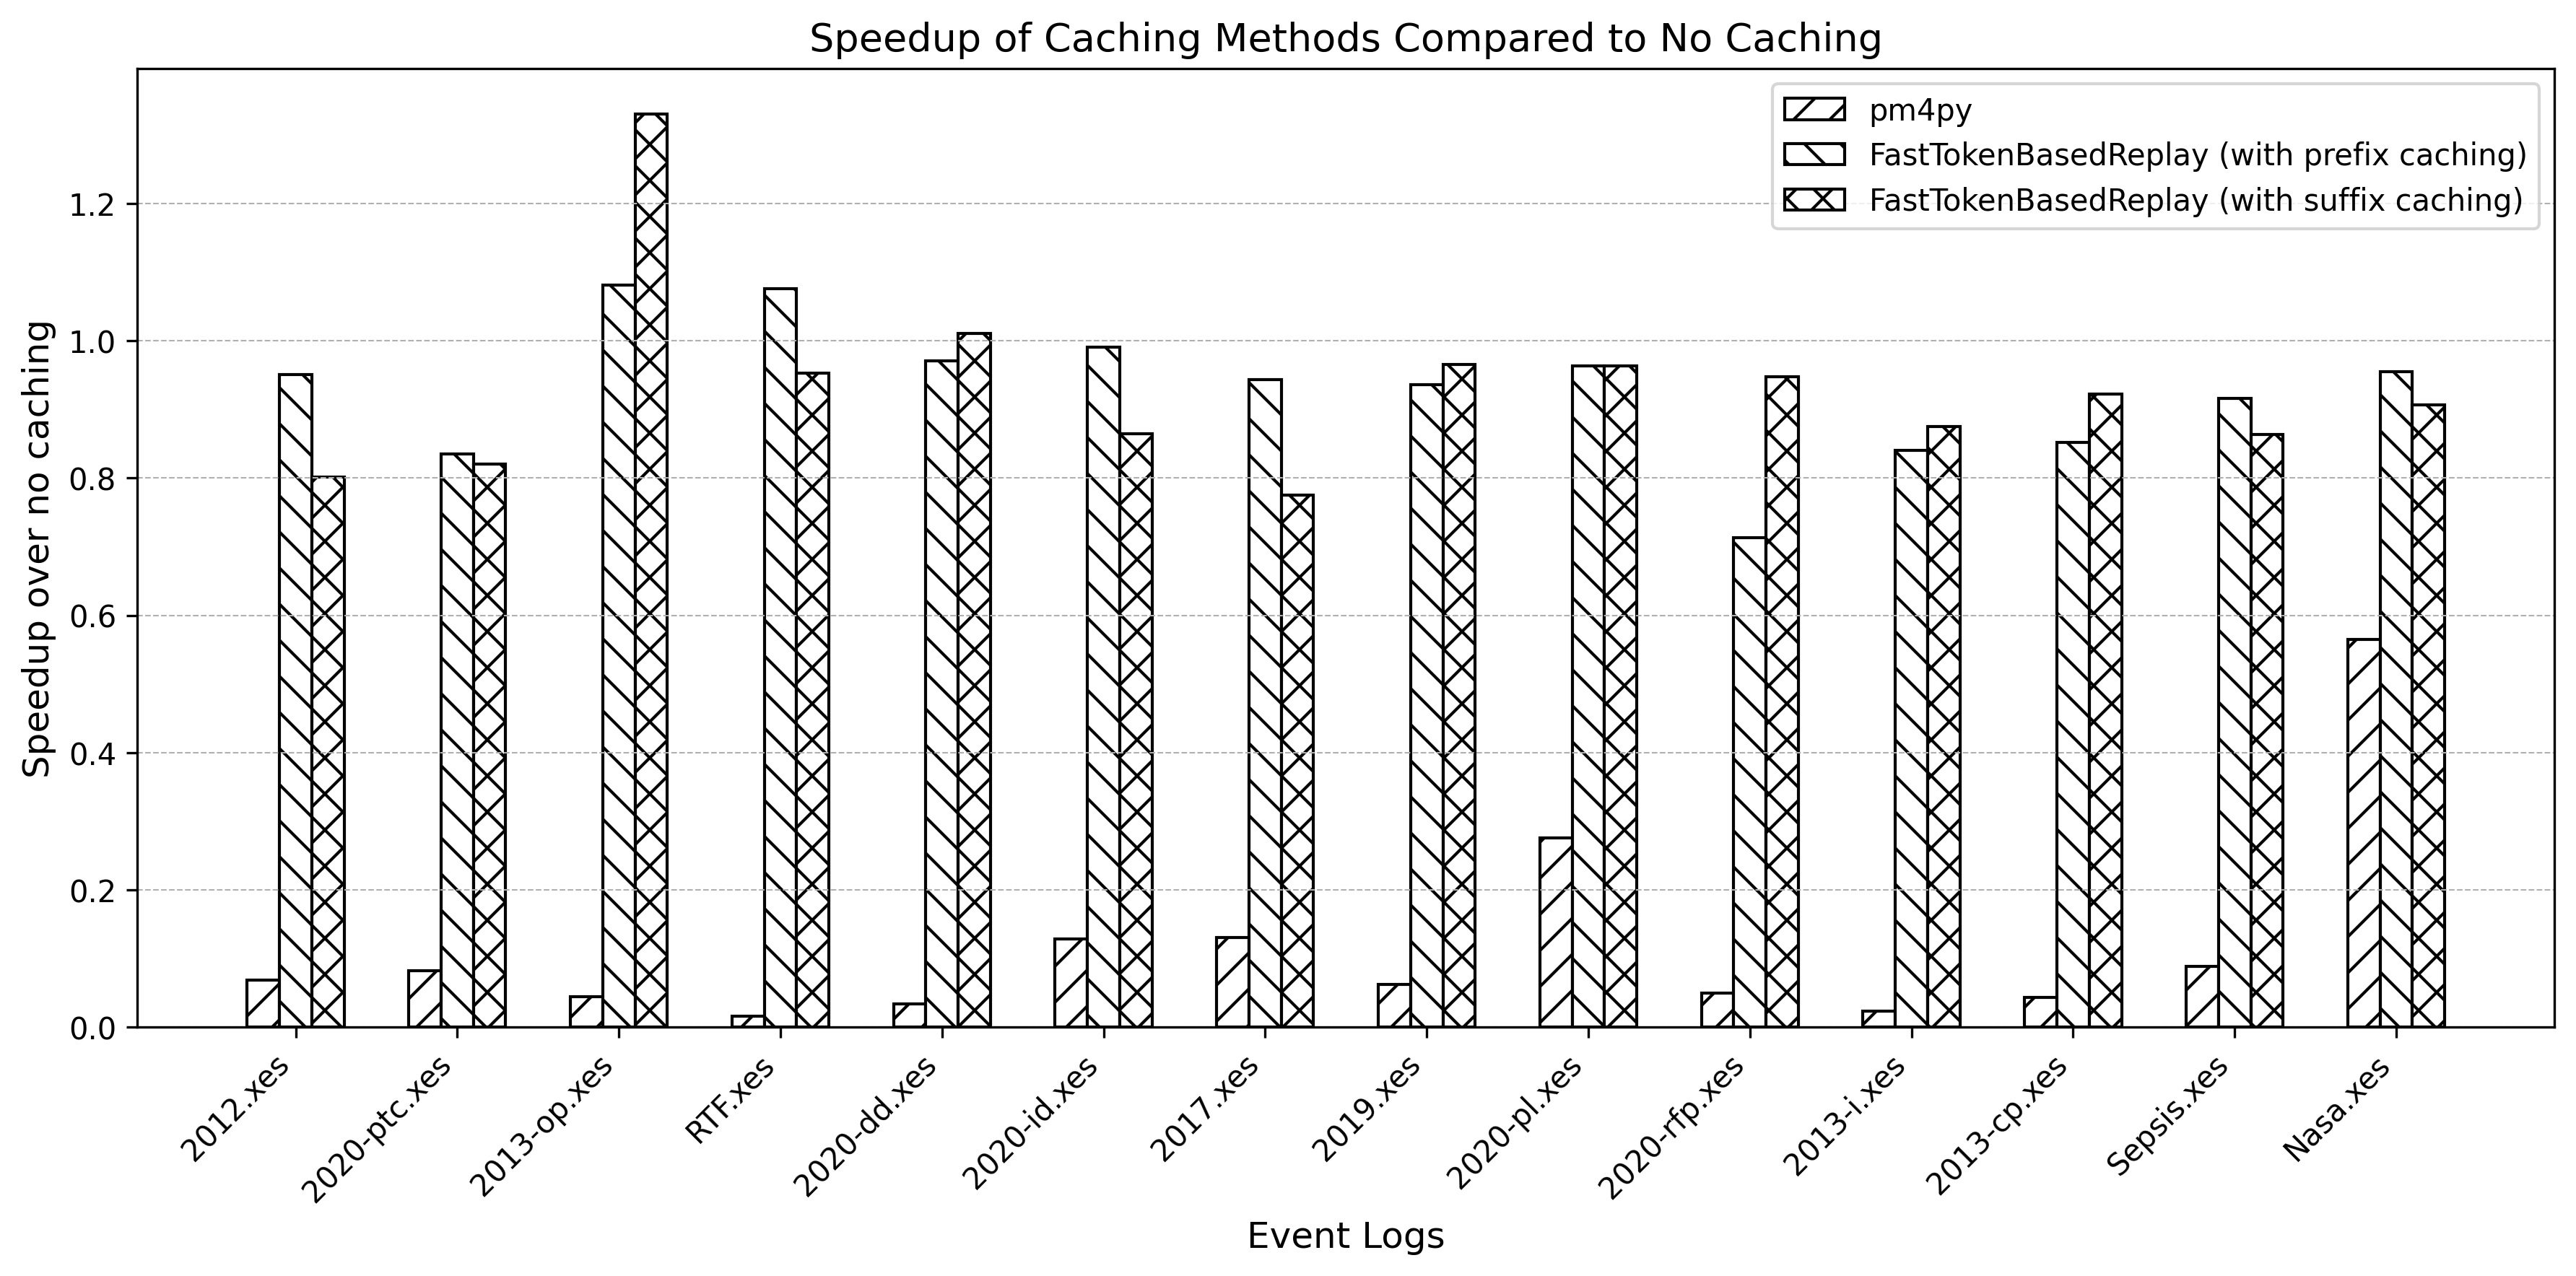 Speedup of Caching Methods Compared to No Caching
pm4py
FastTokenBasedReplay (with prefix caching)
FastTokenBasedReplay (with suffix caching)
Speedup over no caching
1.2
1.0
0.8
0.6
0.4
0.2
0.0
2012.xes
2020-ptc.xes
2013-op.xes
RTF.xes
2020-dd.xes
2020-id.xes
2017.xes
2019.xes
2020-pl.xes
2020-rfp.xes
2013-i.xes
2013-cp.xes
Sepsis.xes
Nasa.xes
Event Logs